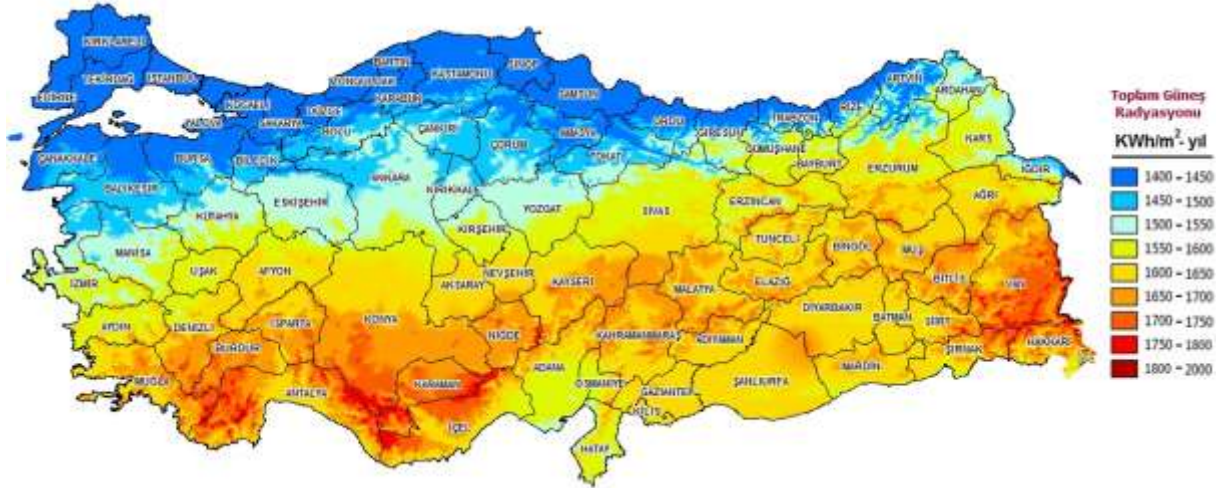 KIRKLARELİ
TEKİRDAĞ
İSTANBUL
EDİRNE
KOCAELİ
YALOVA
SAKARYA
DÜZCE
ZONGULDAK
BARTIN
KARABÜK
KASTAMONU
SİNOP
SAMSUN
BOLU
ÇANKIRI
ÇORUM
AMASYA
TOKAT
ORDU
GİRESUN
TRABZON
RİZE
ARTVİN
ARDAHAN
KARS
IĞDIR
GÜMÜŞHANE
BAYBURT
ERZURUM
AĞRI
ÇANAKKALE
BURSA
BİLECİK
BALIKESİR
KÜTAHYA
ESKİŞEHİR
ANKARA
KIRIKKALE
YOZGAT
KIRŞEHİR
SİVAS
ERZİNCAN
TUNCELİ
BİNGÖL
MUŞ
BİTLİS
VAN
MANİSA
İZMİR
UŞAK
AFYON
AKSARAY
NEVŞEHİR
KAYSERİ
MALATYA
ELAZIĞ
DİYARBAKIR
BATMAN
SİİRT
ŞIRNAK
HAKKARİ
AYDIN
DENİZLİ
ISPARTA
BURDUR
KONYA
NİĞDE
KAHRAMANMARAŞ
ADIYAMAN
MUĞLA
ANTALYA
KARAMAN
İÇEL
ADANA
OSMANİYE
GAZİANTEP
KİLİS
ŞANLIURFA
MARDİN
HATAY
Toplam Güneş
Radyasyonu
KWh/m²- yıl
1400 - 1450
1450 - 1500
1500 - 1550
1550 - 1600
1600 - 1650
1650 - 1700
1700 - 1750
1750 - 1800
1800 - 2000